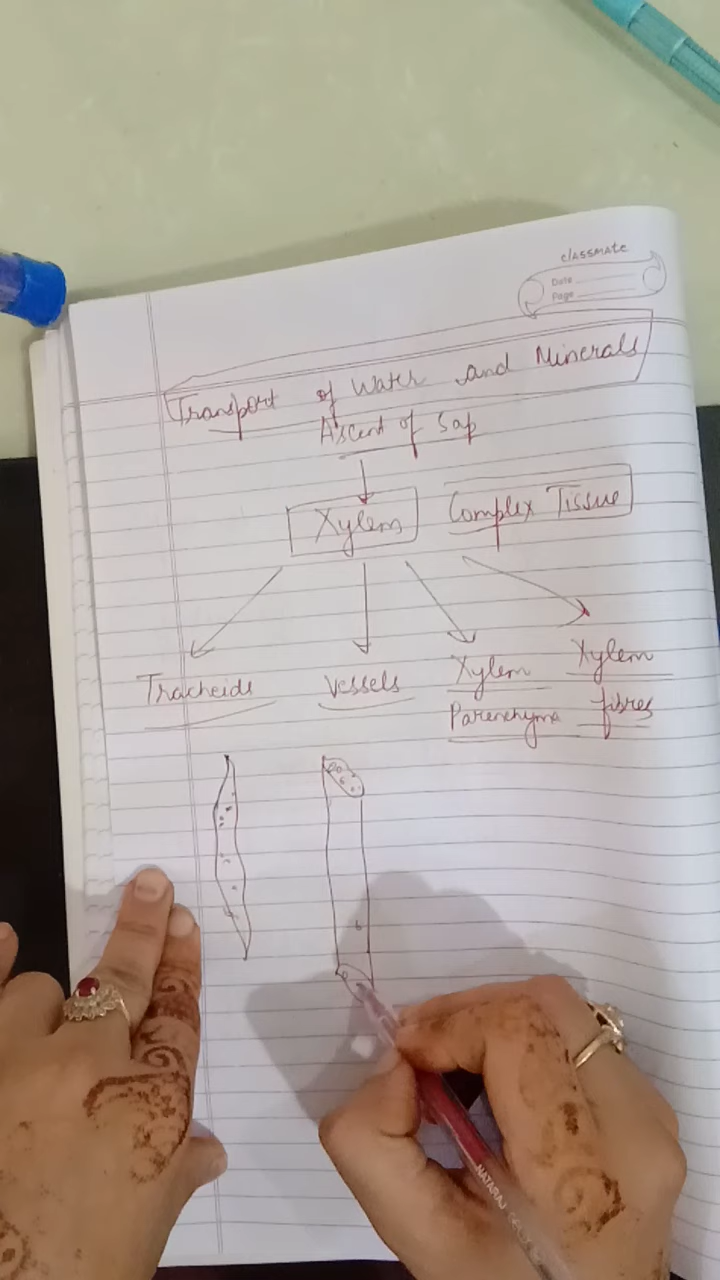 classmate
Date
Page
Transport of Water and Minerals
Ascent of Sap
Xylem Complex Tissue
Tracheids Vessels Xylem Parenchyma Xylem fibres
NATARAJ